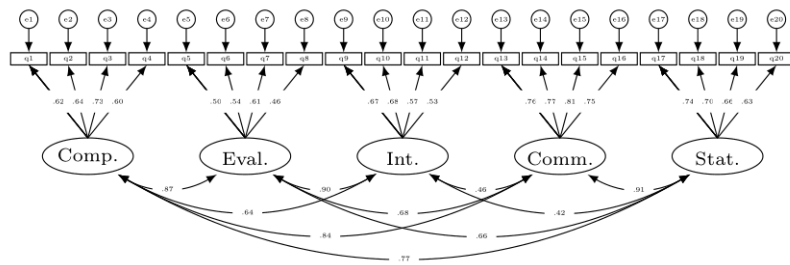 e1 e2 e3 e4 e5 e6 e7 e8 e9 e10 e11 e12 e13 e14 e15 e16 e17 e18 e19 e20
q1 q2 q3 q4 q5 q6 q7 q8 q9 q10 q11 q12 q13 q14 q15 q16 q17 q18 q19 q20
.62 .64 .73 .60 .50 .54 .61 .46 .67 .68 .57 .53 .76 .77 .81 .75 .74 .70 .66 .63
Comp. Eval. Int. Comm. Stat.
.87 .90 .46 .91
.64 .68 .42
.84 .66
.77